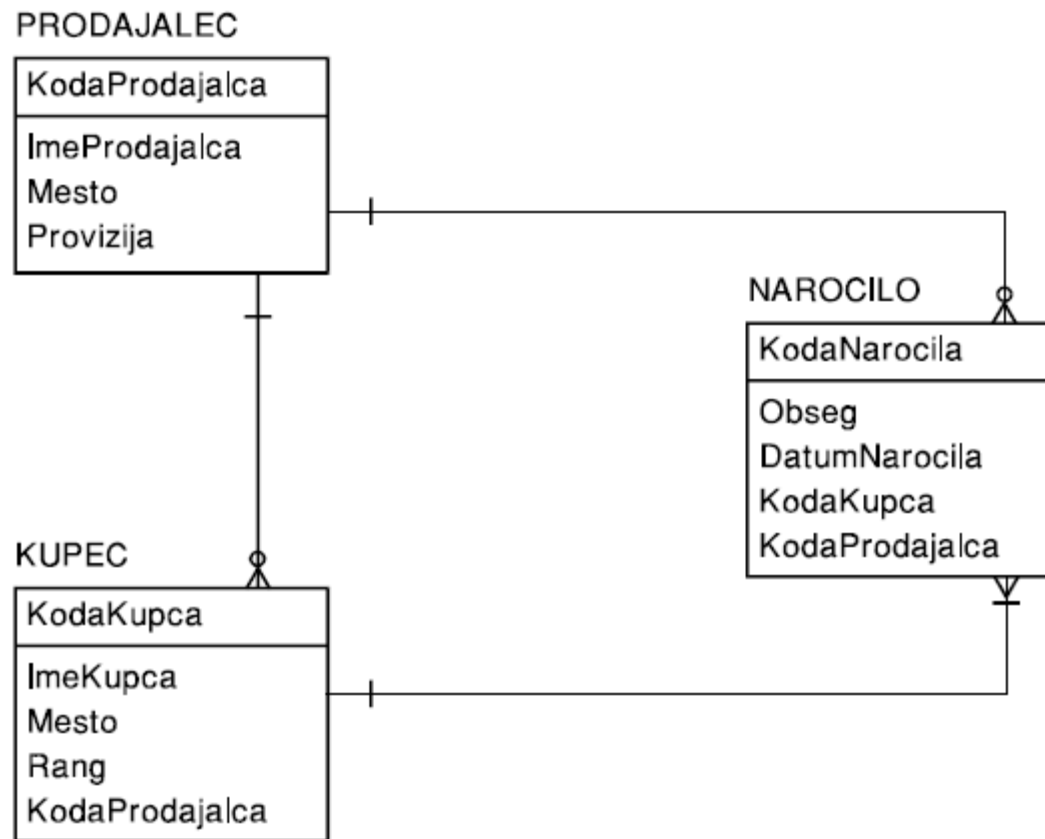 PRODAJALEC
KodaProdajalca
ImeProdajalca
Mesto
Provizija
NAROCILO
KodaNarocila
Obseg
DatumNarocila
KodaKupca
KodaProdajalca
KUPEC
KodaKupca
ImeKupca
Mesto
Rang
KodaProdajalca